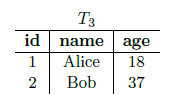 T3
id name age
1 Alice 18
2 Bob 37